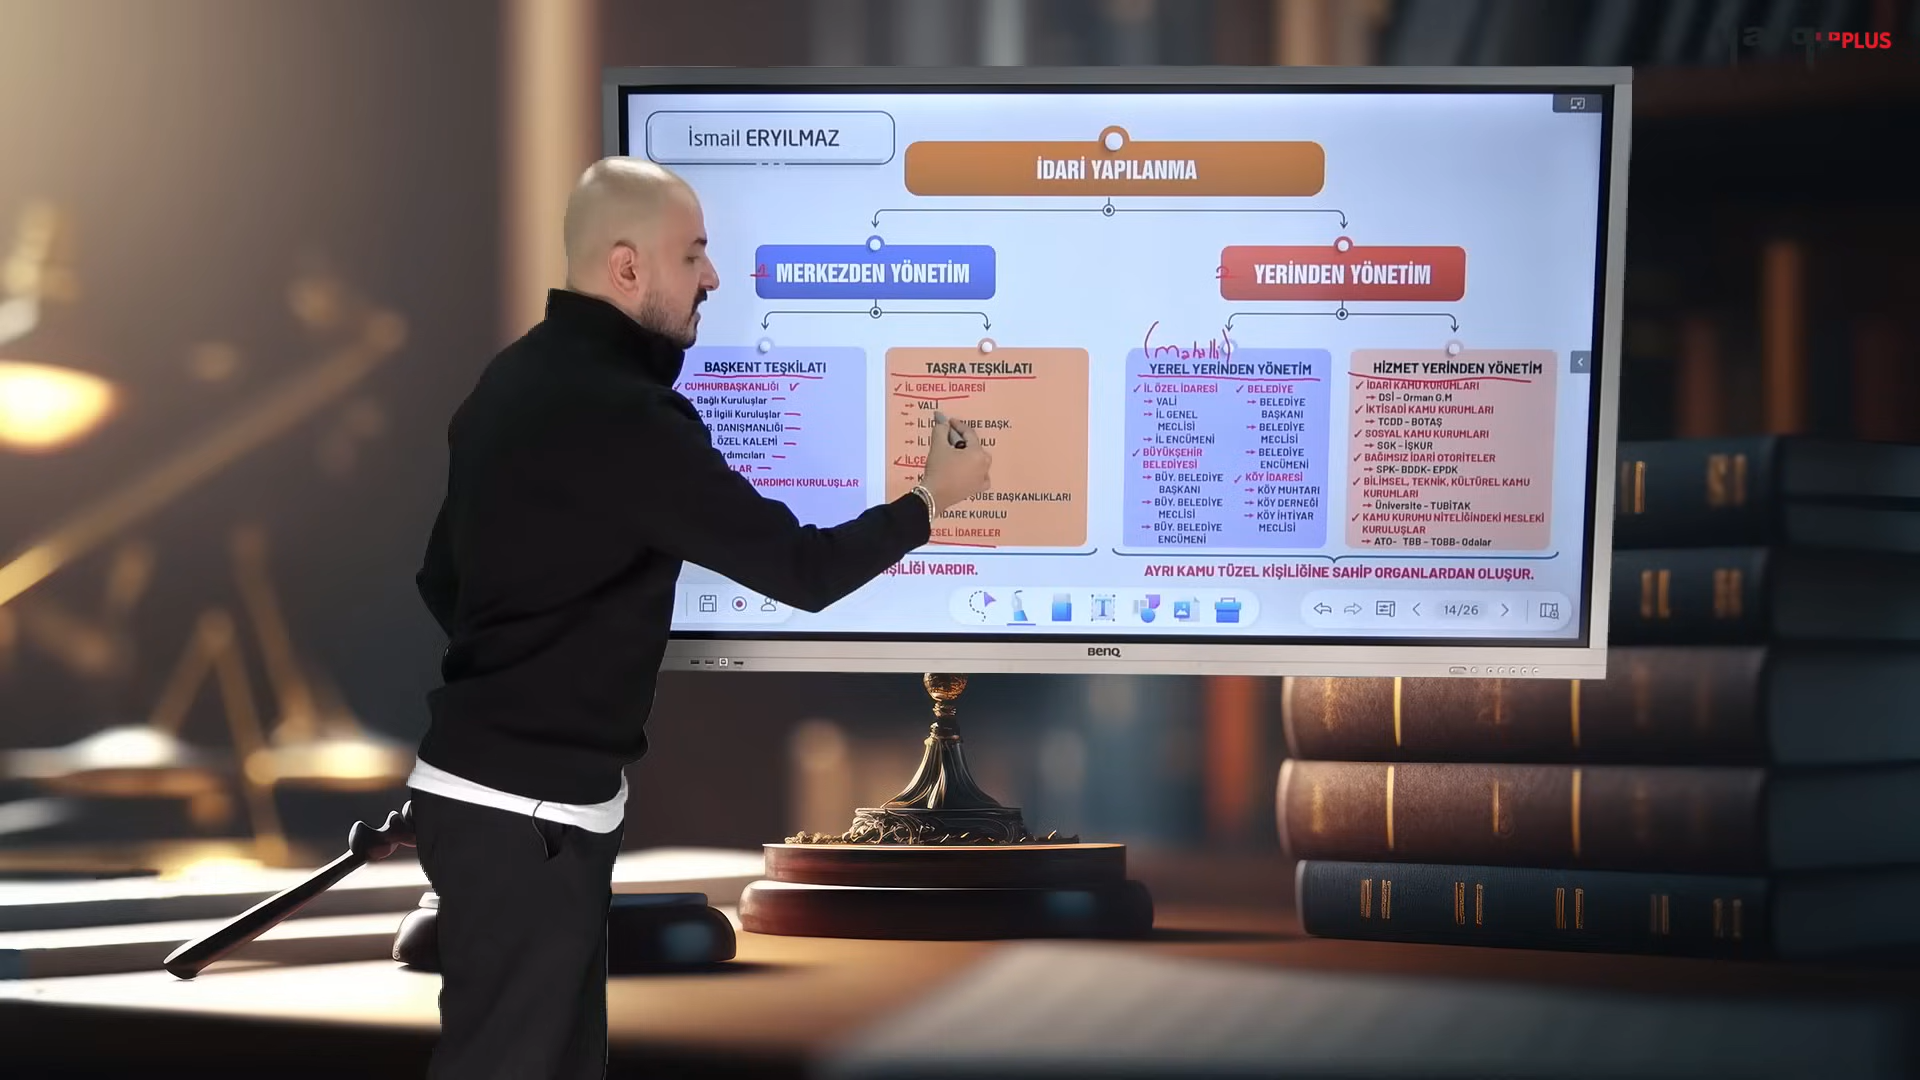 PLUS
İsmail ERYILMAZ
İDARİ YAPILANMA
1 MERKEZDEN YÖNETİM
2 YERİNDEN YÖNETİM
BAŞKENT TEŞKİLATI
CUMHURBAŞKANLIĞI
Bağlı Kuruluşlar
C.B İlgili Kuruluşlar
DANIŞMANLIĞI
ÖZEL KALEMİ
YARDIMCI KURULUŞLAR
TAŞRA TEŞKİLATI
İL GENEL İDARESİ
VALİ
ŞUBE BAŞK.
ŞUBE BAŞKANLIKLARI
İDARE KURULU
İDARELER
VARDIR.
(mahalli)
YEREL YERİNDEN YÖNETİM
İL ÖZEL İDARESİ
VALİ
İL GENEL
MECLİSİ
İL ENCÜMENİ
BÜYÜKŞEHİR
BELEDİYESİ
BÜY. BELEDİYE
BAŞKANI
BÜY. BELEDİYE
MECLİSİ
BÜY. BELEDİYE
ENCÜMENİ
BELEDİYE
BELEDİYE
BAŞKANI
BELEDİYE
MECLİSİ
BELEDİYE
ENCÜMENİ
KÖY İDARESİ
KÖY MUHTARI
KÖY DERNEĞİ
KÖY İHTİYAR
MECLİSİ
HİZMET YERİNDEN YÖNETİM
İDARİ KAMU KURUMLARI
DSİ - Orman G.M
İKTİSADİ KAMU KURUMLARI
TCDD - BOTAŞ
SOSYAL KAMU KURUMLARI
SGK - İŞKUR
BAĞIMSIZ İDARİ OTORİTELER
SPK- BDDK- EPDK
BİLİMSEL, TEKNİK, KÜLTÜREL KAMU
KURUMLARI
Üniversite - TUBİTAK
KAMU KURUMU NİTELİĞİNDEKİ MESLEKİ
KURULUŞLAR
ATO- TBB - TOBB- Odalar
AYRI KAMU TÜZEL KİŞİLİĞİNE SAHİP ORGANLARDAN OLUŞUR.
14/26
BenQ